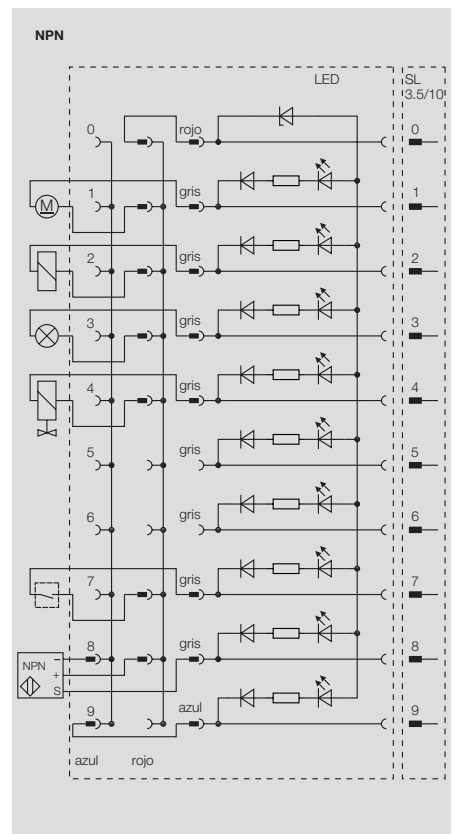 NPN
LED
SL
3.5/10
0 rojo 0
1 gris 1
M
2 gris 2
3 gris 3
4 gris 4
5 gris 5
6 gris 6
7 gris 7
8 gris 8
NPN − + S
9 azul 9
azul rojo